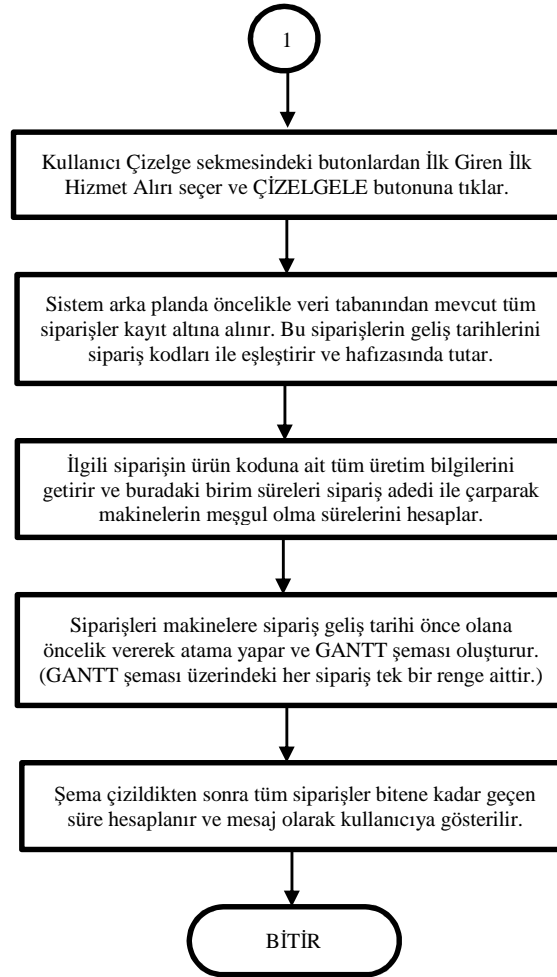 1
Kullanıcı Çizelge sekmesindeki butonlardan İlk Giren İlk
Hizmet Alırı seçer ve ÇİZELGELE butonuna tıklar.
Sistem arka planda öncelikle veri tabanından mevcut tüm
siparişler kayıt altına alınır. Bu siparişlerin geliş tarihlerini
sipariş kodları ile eşleştirir ve hafızasında tutar.
İlgili siparişin ürün koduna ait tüm üretim bilgilerini
getirir ve buradaki birim süreleri sipariş adedi ile çarparak
makinelerin meşgul olma sürelerini hesaplar.
Siparişleri makinelere sipariş geliş tarihi önce olana
öncelik vererek atama yapar ve GANTT şeması oluşturur.
(GANTT şeması üzerindeki her sipariş tek bir renge aittir.)
Şema çizildikten sonra tüm siparişler bitene kadar geçen
süre hesaplanır ve mesaj olarak kullanıcıya gösterilir.
BİTİR